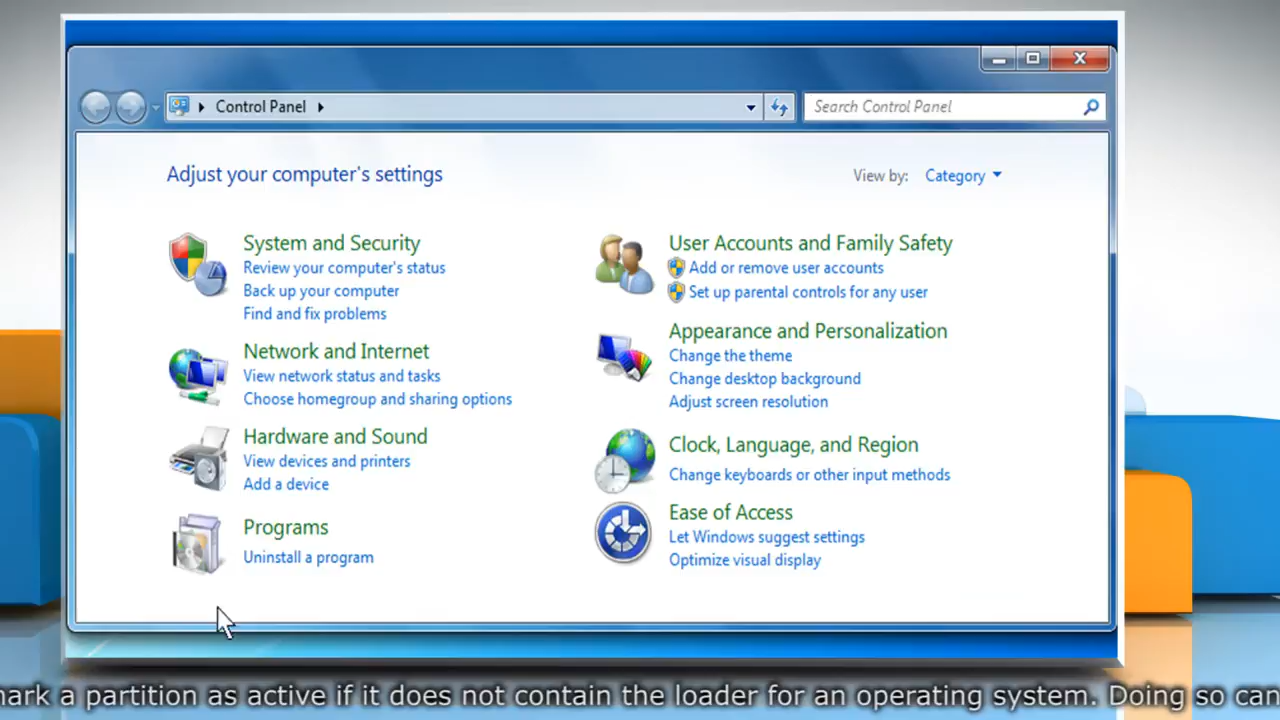 Control Panel
Search Control Panel
Adjust your computer's settings
View by: Category
System and Security
Review your computer's status
Back up your computer
Find and fix problems
Network and Internet
View network status and tasks
Choose homegroup and sharing options
Hardware and Sound
View devices and printers
Add a device
Programs
Uninstall a program
User Accounts and Family Safety
Add or remove user accounts
Set up parental controls for any user
Appearance and Personalization
Change the theme
Change desktop background
Adjust screen resolution
Clock, Language, and Region
Change keyboards or other input methods
Ease of Access
Let Windows suggest settings
Optimize visual display
mark a partition as active if it does not contain the loader for an operating system. Doing so can